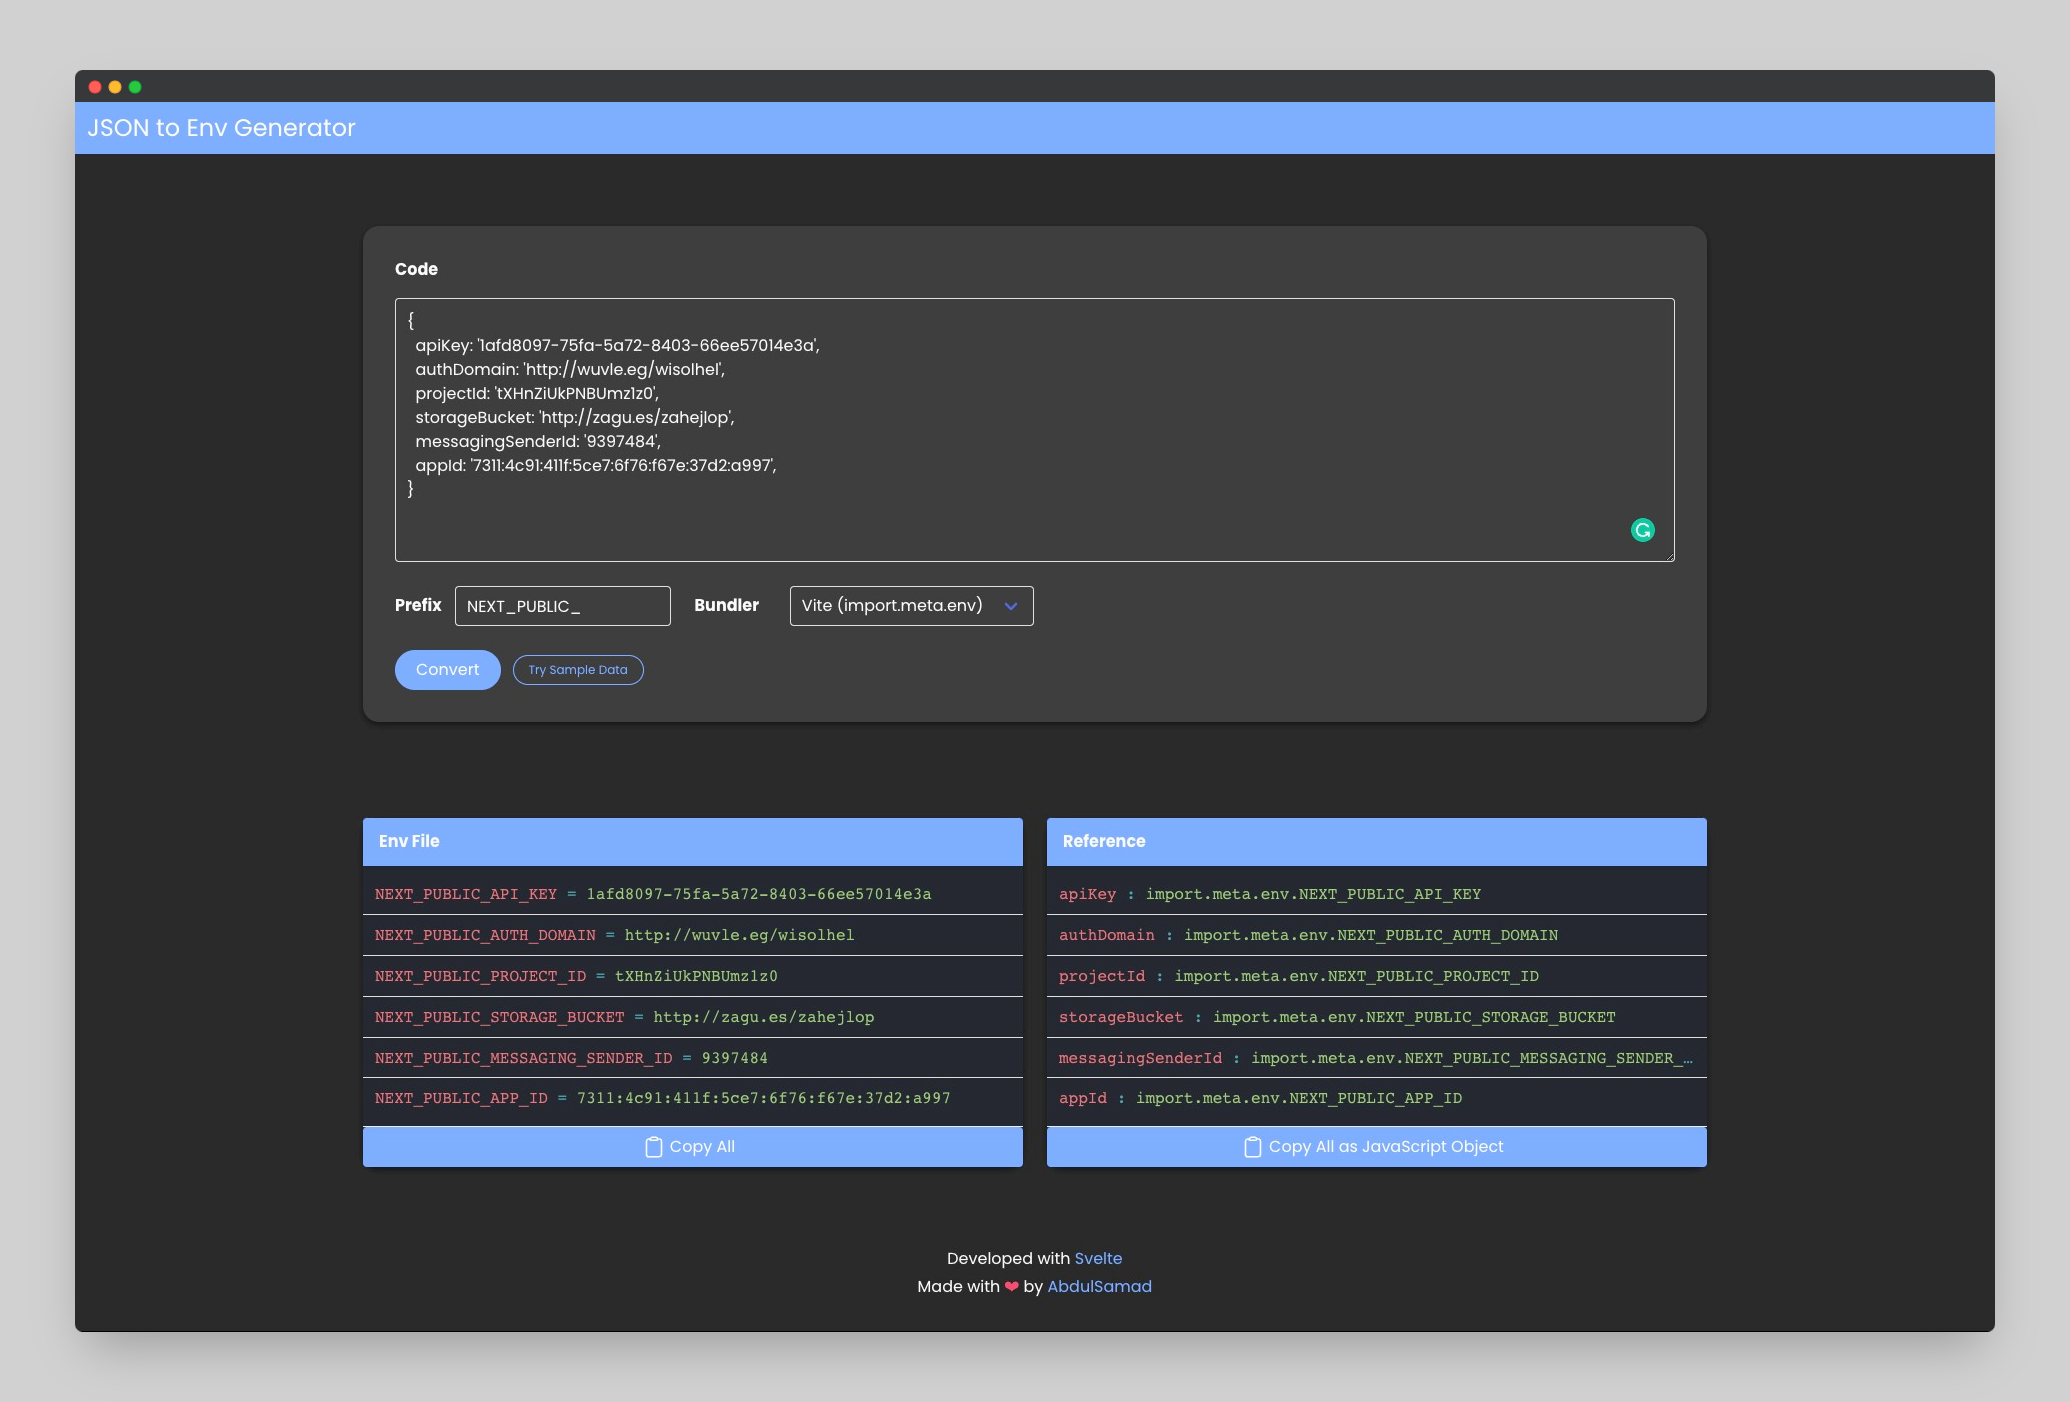 JSON to Env Generator
Code
{
apiKey: '1afd8097-75fa-5a72-8403-66ee57014e3a',
authDomain: 'http://wuvle.eg/wisolhel',
projectId: 'tXHnZiUkPNBUmz1z0',
storageBucket: 'http://zagu.es/zahejlop',
messagingSenderId: '9397484',
appId: '7311:4c91:411f:5ce7:6f76:f67e:37d2:a997',
}
Prefix NEXT_PUBLIC_ Bundler Vite (import.meta.env)
Convert Try Sample Data
Env File
NEXT_PUBLIC_API_KEY = 1afd8097-75fa-5a72-8403-66ee57014e3a
NEXT_PUBLIC_AUTH_DOMAIN = http://wuvle.eg/wisolhel
NEXT_PUBLIC_PROJECT_ID = tXHnZiUkPNBUmz1z0
NEXT_PUBLIC_STORAGE_BUCKET = http://zagu.es/zahejlop
NEXT_PUBLIC_MESSAGING_SENDER_ID = 9397484
NEXT_PUBLIC_APP_ID = 7311:4c91:411f:5ce7:6f76:f67e:37d2:a997
Copy All
Reference
apiKey : import.meta.env.NEXT_PUBLIC_API_KEY
authDomain : import.meta.env.NEXT_PUBLIC_AUTH_DOMAIN
projectId : import.meta.env.NEXT_PUBLIC_PROJECT_ID
storageBucket : import.meta.env.NEXT_PUBLIC_STORAGE_BUCKET
messagingSenderId : import.meta.env.NEXT_PUBLIC_MESSAGING_SENDER_…
appId : import.meta.env.NEXT_PUBLIC_APP_ID
Copy All as JavaScript Object
Developed with Svelte
Made with ❤ by AbdulSamad